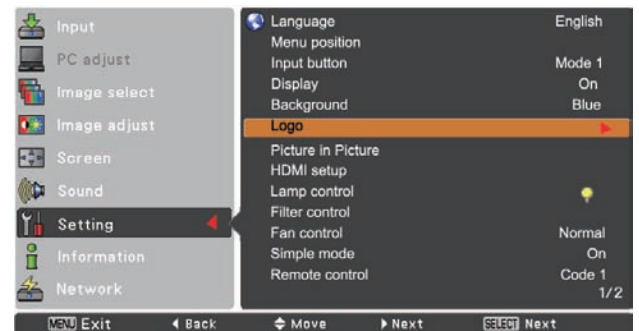 Input
PC adjust
Image select
Image adjust
Screen
Sound
Setting
Information
Network
Language English
Menu position
Input button Mode 1
Display On
Background Blue
Logo
Picture in Picture
HDMI setup
Lamp control
Filter control
Fan control Normal
Simple mode On
Remote control Code 1
1/2
MENU Exit Back Move Next SELECT Next